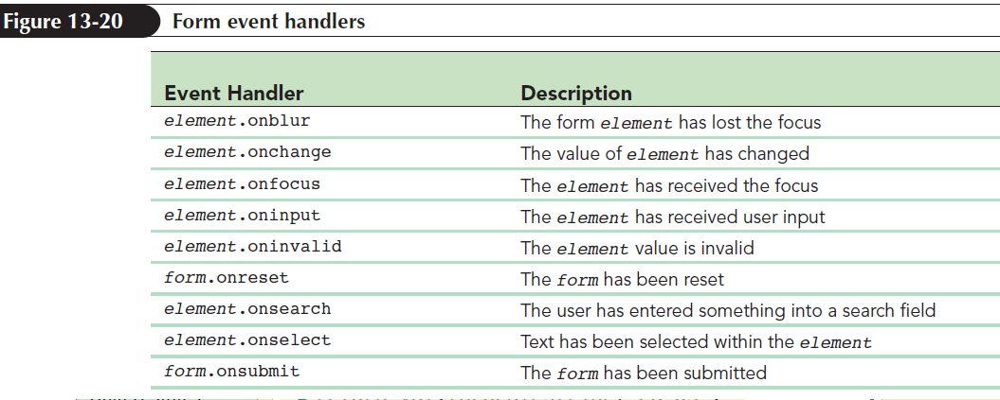 Figure 13-20 Form event handlers
Event Handler Description
element.onblur The form element has lost the focus
element.onchange The value of element has changed
element.onfocus The element has received the focus
element.oninput The element has received user input
element.oninvalid The element value is invalid
form.onreset The form has been reset
element.onsearch The user has entered something into a search field
element.onselect Text has been selected within the element
form.onsubmit The form has been submitted